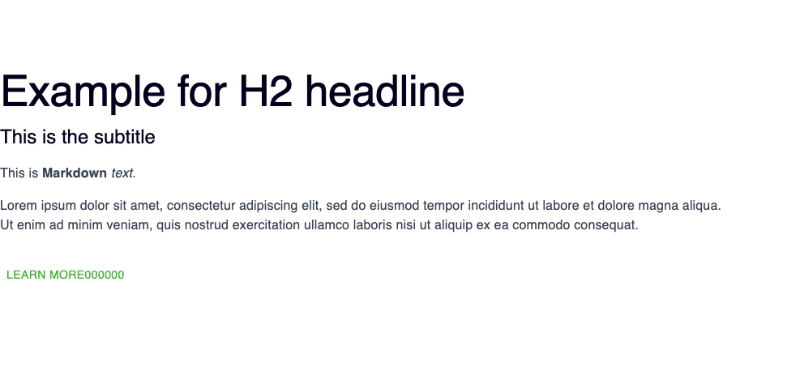 Example for H2 headline
This is the subtitle
This is Markdown text.
Lorem ipsum dolor sit amet, consectetur adipiscing elit, sed do eiusmod tempor incididunt ut labore et dolore magna aliqua.
Ut enim ad minim veniam, quis nostrud exercitation ullamco laboris nisi ut aliquip ex ea commodo consequat.
LEARN MORE000000